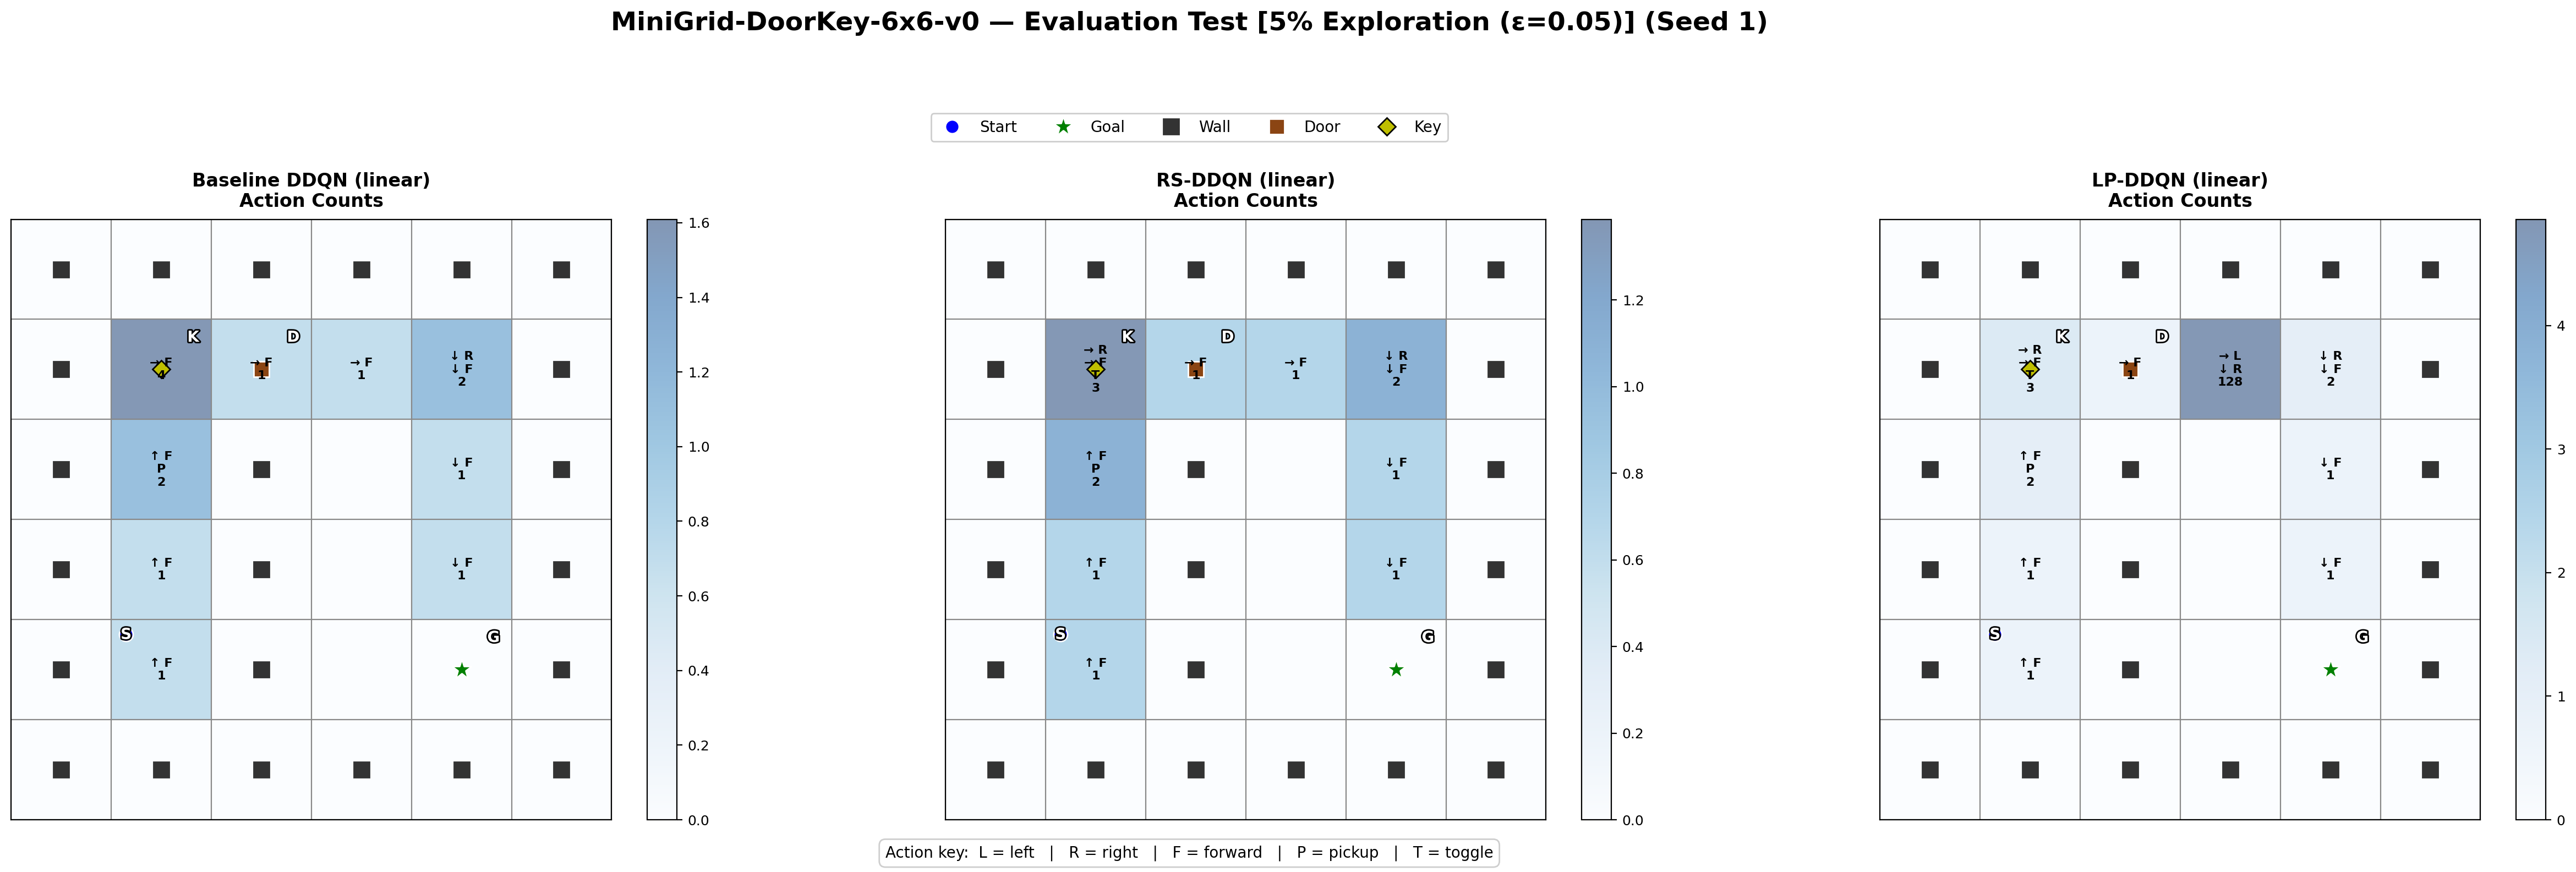 MiniGrid-DoorKey-6x6-v0 — Evaluation Test [5% Exploration (ε=0.05)] (Seed 1)
Start Goal Wall Door Key
Baseline DDQN (linear)
Action Counts
K
D
→ F
4
→ F
1
→ F
1
↓ R
↓ F
2
↑ F
P
2
↓ F
1
↑ F
1
↓ F
1
S
↑ F
1
G
1.6
1.4
1.2
1.0
0.8
0.6
0.4
0.2
0.0
RS-DDQN (linear)
Action Counts
K
D
→ R
→ F
T
3
→ F
1
→ F
1
↓ R
↓ F
2
↑ F
P
2
↓ F
1
↑ F
1
↓ F
1
S
↑ F
1
G
1.2
1.0
0.8
0.6
0.4
0.2
0.0
LP-DDQN (linear)
Action Counts
K
D
→ R
→ F
T
3
→ F
1
→ L
↓ R
128
↓ R
↓ F
2
↑ F
P
2
↓ F
1
↑ F
1
↓ F
1
S
↑ F
1
G
4
3
2
1
0
Action key: L = left | R = right | F = forward | P = pickup | T = toggle